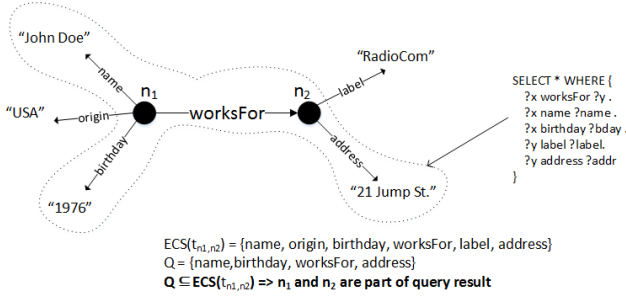 "John Doe"
name
"USA"
origin
birthday
"1976"
n1
worksFor
n2
label
"RadioCom"
address
"21 Jump St."
SELECT * WHERE {
?x worksFor ?y .
?x name ?name .
?x birthday ?bday .
?y label ?label.
?y address ?addr
}
ECS(tn1,n2) = {name, origin, birthday, worksFor, label, address}
Q = {name,birthday, worksFor, address}
Q ⊆ECS(tn1,n2) => n1 and n2 are part of query result